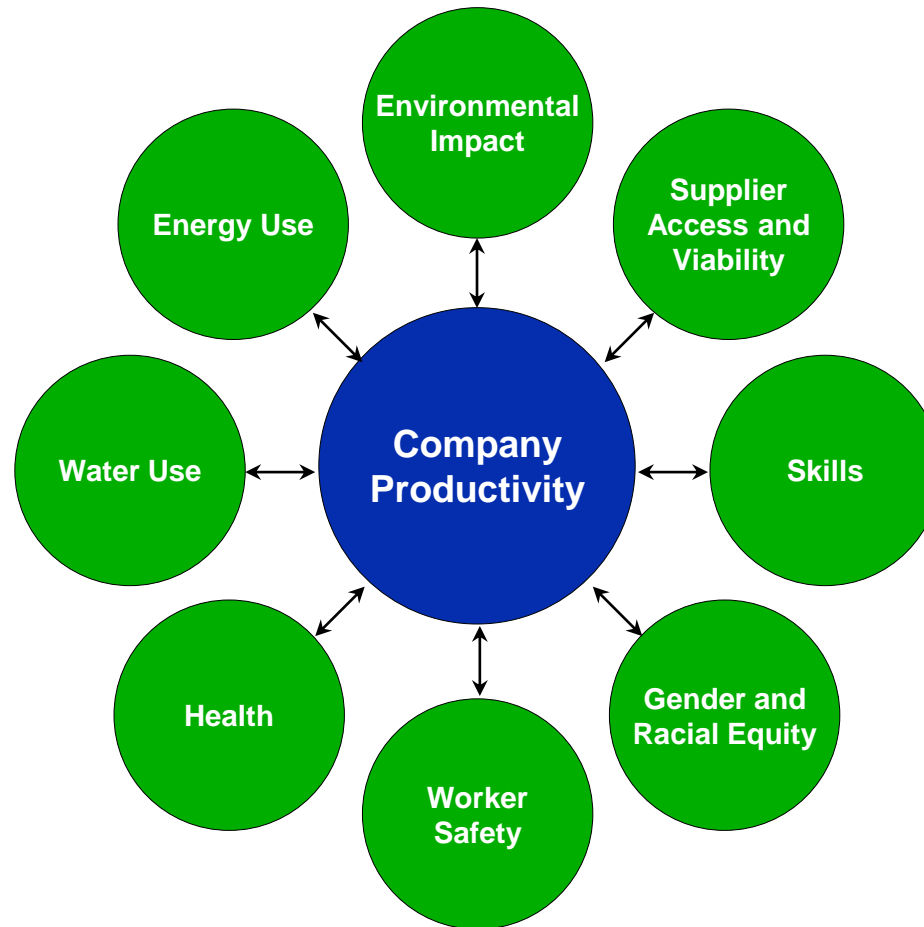 Environmental
Impact
Supplier
Access and
Viability
Energy Use
Company
Productivity
Water Use
Skills
Health
Gender and
Racial Equity
Worker
Safety